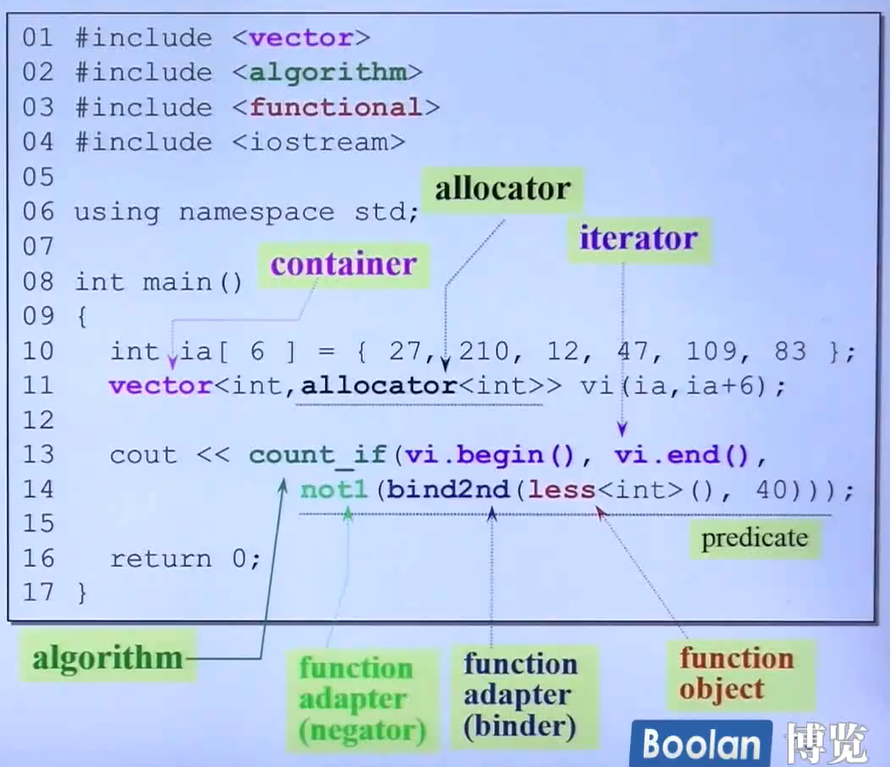 01 #include <vector>
02 #include <algorithm>
03 #include <functional>
04 #include <iostream>
05
allocator
06 using namespace std;
iterator
07
container
08 int main()
09 {
10 int ia[ 6 ] = { 27, 210, 12, 47, 109, 83 };
11 vector<int,allocator<int>> vi(ia,ia+6);
12
13 cout << count_if(vi.begin(), vi.end(),
14 not1(bind2nd(less<int>(), 40)));
15
predicate
16 return 0;
17 }
algorithm
function
adapter
(negator)
function
adapter
(binder)
function
object
Boolan 博览